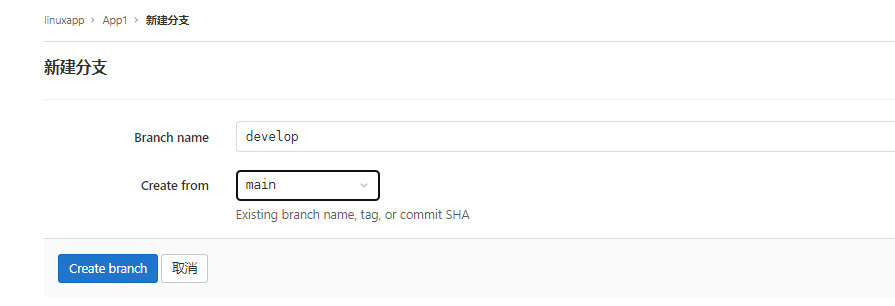 linuxapp > App1 > 新建分支
新建分支
Branch name develop
Create from main
Existing branch name, tag, or commit SHA
Create branch 取消